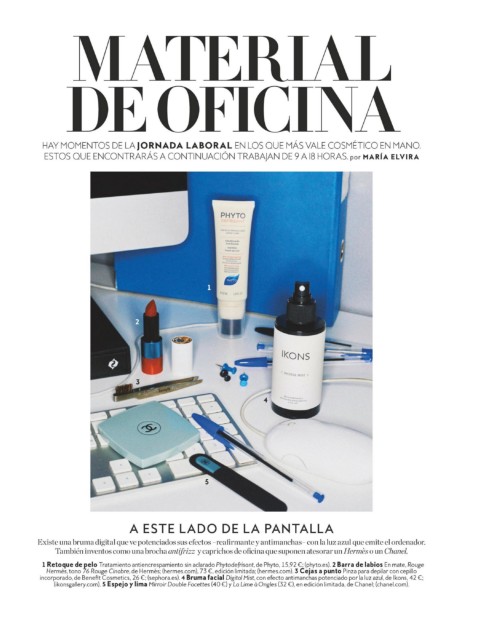 MATERIAL
DE OFICINA
HAY MOMENTOS DE LA JORNADA LABORAL EN LOS QUE MÁS VALE COSMÉTICO EN MANO.
ESTOS QUE ENCONTRARÁS A CONTINUACIÓN TRABAJAN DE 9 A 18 HORAS. por MARÍA ELVIRA
PHYTO
PHYTO
1
2
IKONS
3
4
5
A ESTE LADO DE LA PANTALLA
Existe una bruma digital que ve potenciados sus efectos –reafirmante y antimanchas– con la luz azul que emite el ordenador.
También inventos como una brocha antifrizz y caprichos de oficina que suponen atesorar un Hermès o un Chanel.
1 Retoque de pelo Tratamiento antiencrespamiento sin aclarado Phytodefrisant, de Phyto, 15,92 €; (phyto.es). 2 Barra de labios En mate, Rouge
Hermès, tono 76 Rouge Cinabre, de Hermès; (hermes.com), 73 €, edición limitada; (hermes.com). 3 Cejas a punto Pinza para depilar con cepillo
incorporado, de Benefit Cosmetics, 26 €; (sephora.es). 4 Bruma facial Digital Mist, con efecto antimanchas potenciado por la luz azul, de Ikons, 42 €;
(ikonsgallery.com). 5 Espejo y lima Mirroir Double Facettes (40 €) y La Lime à Ongles (32 €), en edición limitada, de Chanel; (chanel.com).